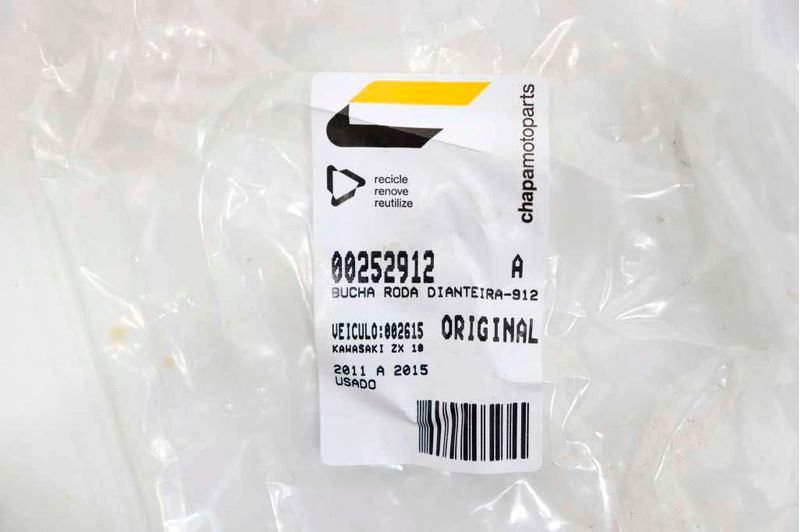 chapamotoparts
recicle
renove
reutilize
00252912 A
BUCHA RODA DIANTEIRA-912
VEICULO:002615 ORIGINAL
KAWASAKI ZX 10
2011 A 2015
USADO